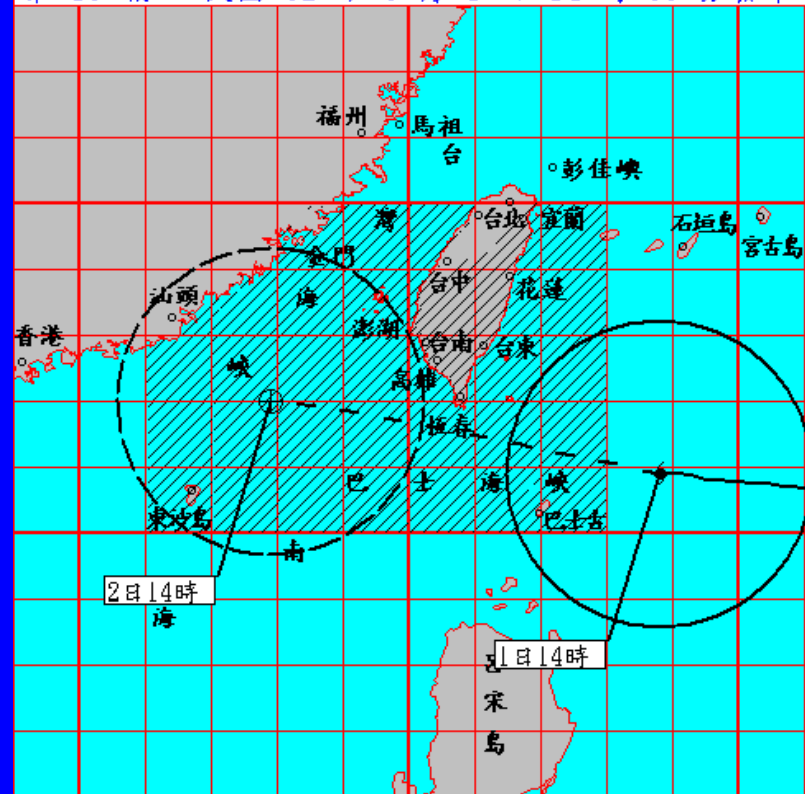 福州
馬祖
台
彭佳嶼
灣
台北
宜蘭
石垣島
宮古島
金門
台中
花蓮
汕頭
海
澎湖
香港
台南
台東
峽
高雄
恆春
巴士海峽
東沙島
巴士古
南
2日14時
海
1日14時
呂
宋
島